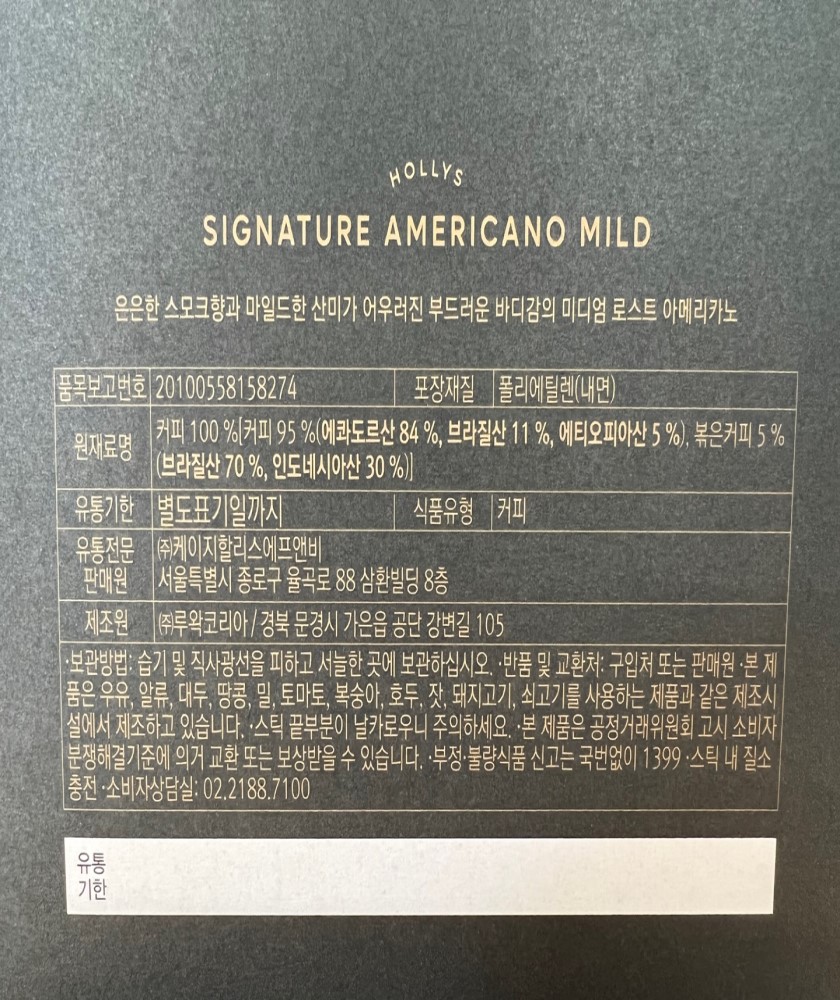 HOLLYS
SIGNATURE AMERICANO MILD
은은한 스모크향과 마일드한 산미가 어우러진 부드러운 바디감의 미디엄 로스트 아메리카노
품목보고번호 20100558158274 포장재질 폴리에틸렌(내면)
원재료명 커피 100 %[커피 95 %(에콰도르산 84 %, 브라질산 11 %, 에티오피아산 5 %), 볶은커피 5 %
(브라질산 70 %, 인도네시아산 30 %)]
유통기한 별도표기일까지 식품유형 커피
유통전문 ㈜케이지할리스에프앤비
판매원 서울특별시 종로구 율곡로 88 삼환빌딩 8층
제조원 ㈜루왁코리아 / 경북 문경시 가은읍 공단 강변길 105
·보관방법: 습기 및 직사광선을 피하고 서늘한 곳에 보관하십시오. ·반품 및 교환처: 구입처 또는 판매원 ·본 제
품은 우유, 알류, 대두, 땅콩, 밀, 토마토, 복숭아, 호두, 잣, 돼지고기, 쇠고기를 사용하는 제품과 같은 제조시
설에서 제조하고 있습니다. ·스틱 끝부분이 날카로우니 주의하세요. ·본 제품은 공정거래위원회 고시 소비자
분쟁해결기준에 의거 교환 또는 보상받을 수 있습니다. ·부정·불량식품 신고는 국번없이 1399 ·스틱 내 질소
충전 ·소비자상담실: 02.2188.7100
유통
기한